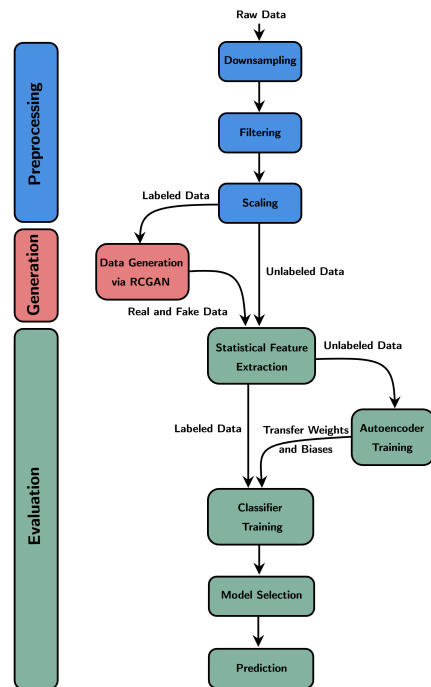 Raw Data
Downsampling
Preprocessing
Filtering
Labeled Data
Scaling
Generation
Data Generation
via RCGAN
Unlabeled Data
Real and Fake Data
Evaluation
Statistical Feature
Extraction
Unlabeled Data
Labeled Data
Transfer Weights
and Biases
Autoencoder
Training
Classifier
Training
Model Selection
Prediction